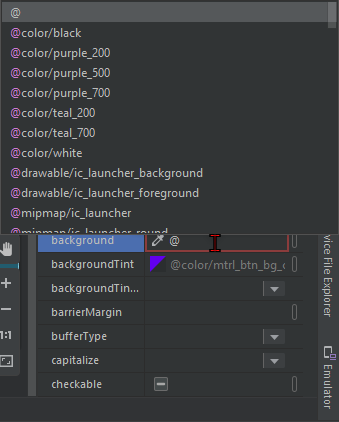 @
@color/black
@color/purple_200
@color/purple_500
@color/purple_700
@color/teal_200
@color/teal_700
@color/white
@drawable/ic_launcher_background
@drawable/ic_launcher_foreground
@mipmap/ic_launcher
@mipmap/ic_launcher_round
background @
backgroundTint @color/mtrl_btn_bg_c
backgroundTin...
barrierMargin
bufferType
capitalize
checkable
1:1
vice File Explorer
Emulator